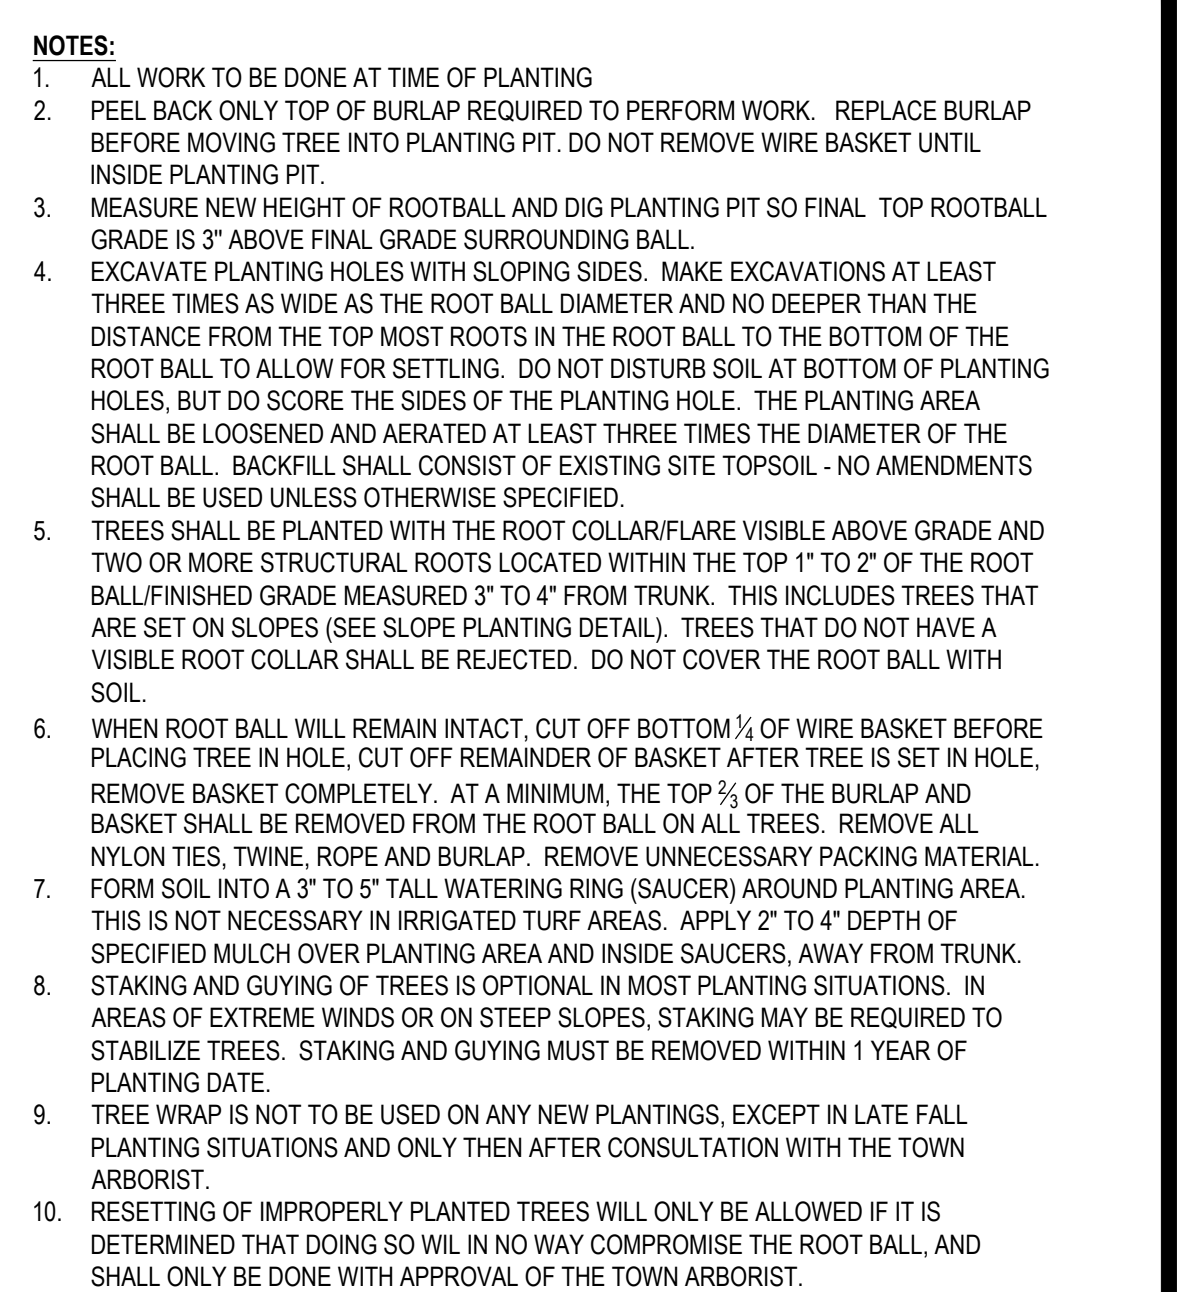 NOTES:
1. ALL WORK TO BE DONE AT TIME OF PLANTING
2. PEEL BACK ONLY TOP OF BURLAP REQUIRED TO PERFORM WORK. REPLACE BURLAP
BEFORE MOVING TREE INTO PLANTING PIT. DO NOT REMOVE WIRE BASKET UNTIL
INSIDE PLANTING PIT.
3. MEASURE NEW HEIGHT OF ROOTBALL AND DIG PLANTING PIT SO FINAL TOP ROOTBALL
GRADE IS 3" ABOVE FINAL GRADE SURROUNDING BALL.
4. EXCAVATE PLANTING HOLES WITH SLOPING SIDES. MAKE EXCAVATIONS AT LEAST
THREE TIMES AS WIDE AS THE ROOT BALL DIAMETER AND NO DEEPER THAN THE
DISTANCE FROM THE TOP MOST ROOTS IN THE ROOT BALL TO THE BOTTOM OF THE
ROOT BALL TO ALLOW FOR SETTLING. DO NOT DISTURB SOIL AT BOTTOM OF PLANTING
HOLES, BUT DO SCORE THE SIDES OF THE PLANTING HOLE. THE PLANTING AREA
SHALL BE LOOSENED AND AERATED AT LEAST THREE TIMES THE DIAMETER OF THE
ROOT BALL. BACKFILL SHALL CONSIST OF EXISTING SITE TOPSOIL - NO AMENDMENTS
SHALL BE USED UNLESS OTHERWISE SPECIFIED.
5. TREES SHALL BE PLANTED WITH THE ROOT COLLAR/FLARE VISIBLE ABOVE GRADE AND
TWO OR MORE STRUCTURAL ROOTS LOCATED WITHIN THE TOP 1" TO 2" OF THE ROOT
BALL/FINISHED GRADE MEASURED 3" TO 4" FROM TRUNK. THIS INCLUDES TREES THAT
ARE SET ON SLOPES (SEE SLOPE PLANTING DETAIL). TREES THAT DO NOT HAVE A
VISIBLE ROOT COLLAR SHALL BE REJECTED. DO NOT COVER THE ROOT BALL WITH
SOIL.
6. WHEN ROOT BALL WILL REMAIN INTACT, CUT OFF BOTTOM ¼ OF WIRE BASKET BEFORE
PLACING TREE IN HOLE, CUT OFF REMAINDER OF BASKET AFTER TREE IS SET IN HOLE,
REMOVE BASKET COMPLETELY. AT A MINIMUM, THE TOP ⅔ OF THE BURLAP AND
BASKET SHALL BE REMOVED FROM THE ROOT BALL ON ALL TREES. REMOVE ALL
NYLON TIES, TWINE, ROPE AND BURLAP. REMOVE UNNECESSARY PACKING MATERIAL.
7. FORM SOIL INTO A 3" TO 5" TALL WATERING RING (SAUCER) AROUND PLANTING AREA.
THIS IS NOT NECESSARY IN IRRIGATED TURF AREAS. APPLY 2" TO 4" DEPTH OF
SPECIFIED MULCH OVER PLANTING AREA AND INSIDE SAUCERS, AWAY FROM TRUNK.
8. STAKING AND GUYING OF TREES IS OPTIONAL IN MOST PLANTING SITUATIONS. IN
AREAS OF EXTREME WINDS OR ON STEEP SLOPES, STAKING MAY BE REQUIRED TO
STABILIZE TREES. STAKING AND GUYING MUST BE REMOVED WITHIN 1 YEAR OF
PLANTING DATE.
9. TREE WRAP IS NOT TO BE USED ON ANY NEW PLANTINGS, EXCEPT IN LATE FALL
PLANTING SITUATIONS AND ONLY THEN AFTER CONSULTATION WITH THE TOWN
ARBORIST.
10. RESETTING OF IMPROPERLY PLANTED TREES WILL ONLY BE ALLOWED IF IT IS
DETERMINED THAT DOING SO WIL IN NO WAY COMPROMISE THE ROOT BALL, AND
SHALL ONLY BE DONE WITH APPROVAL OF THE TOWN ARBORIST.